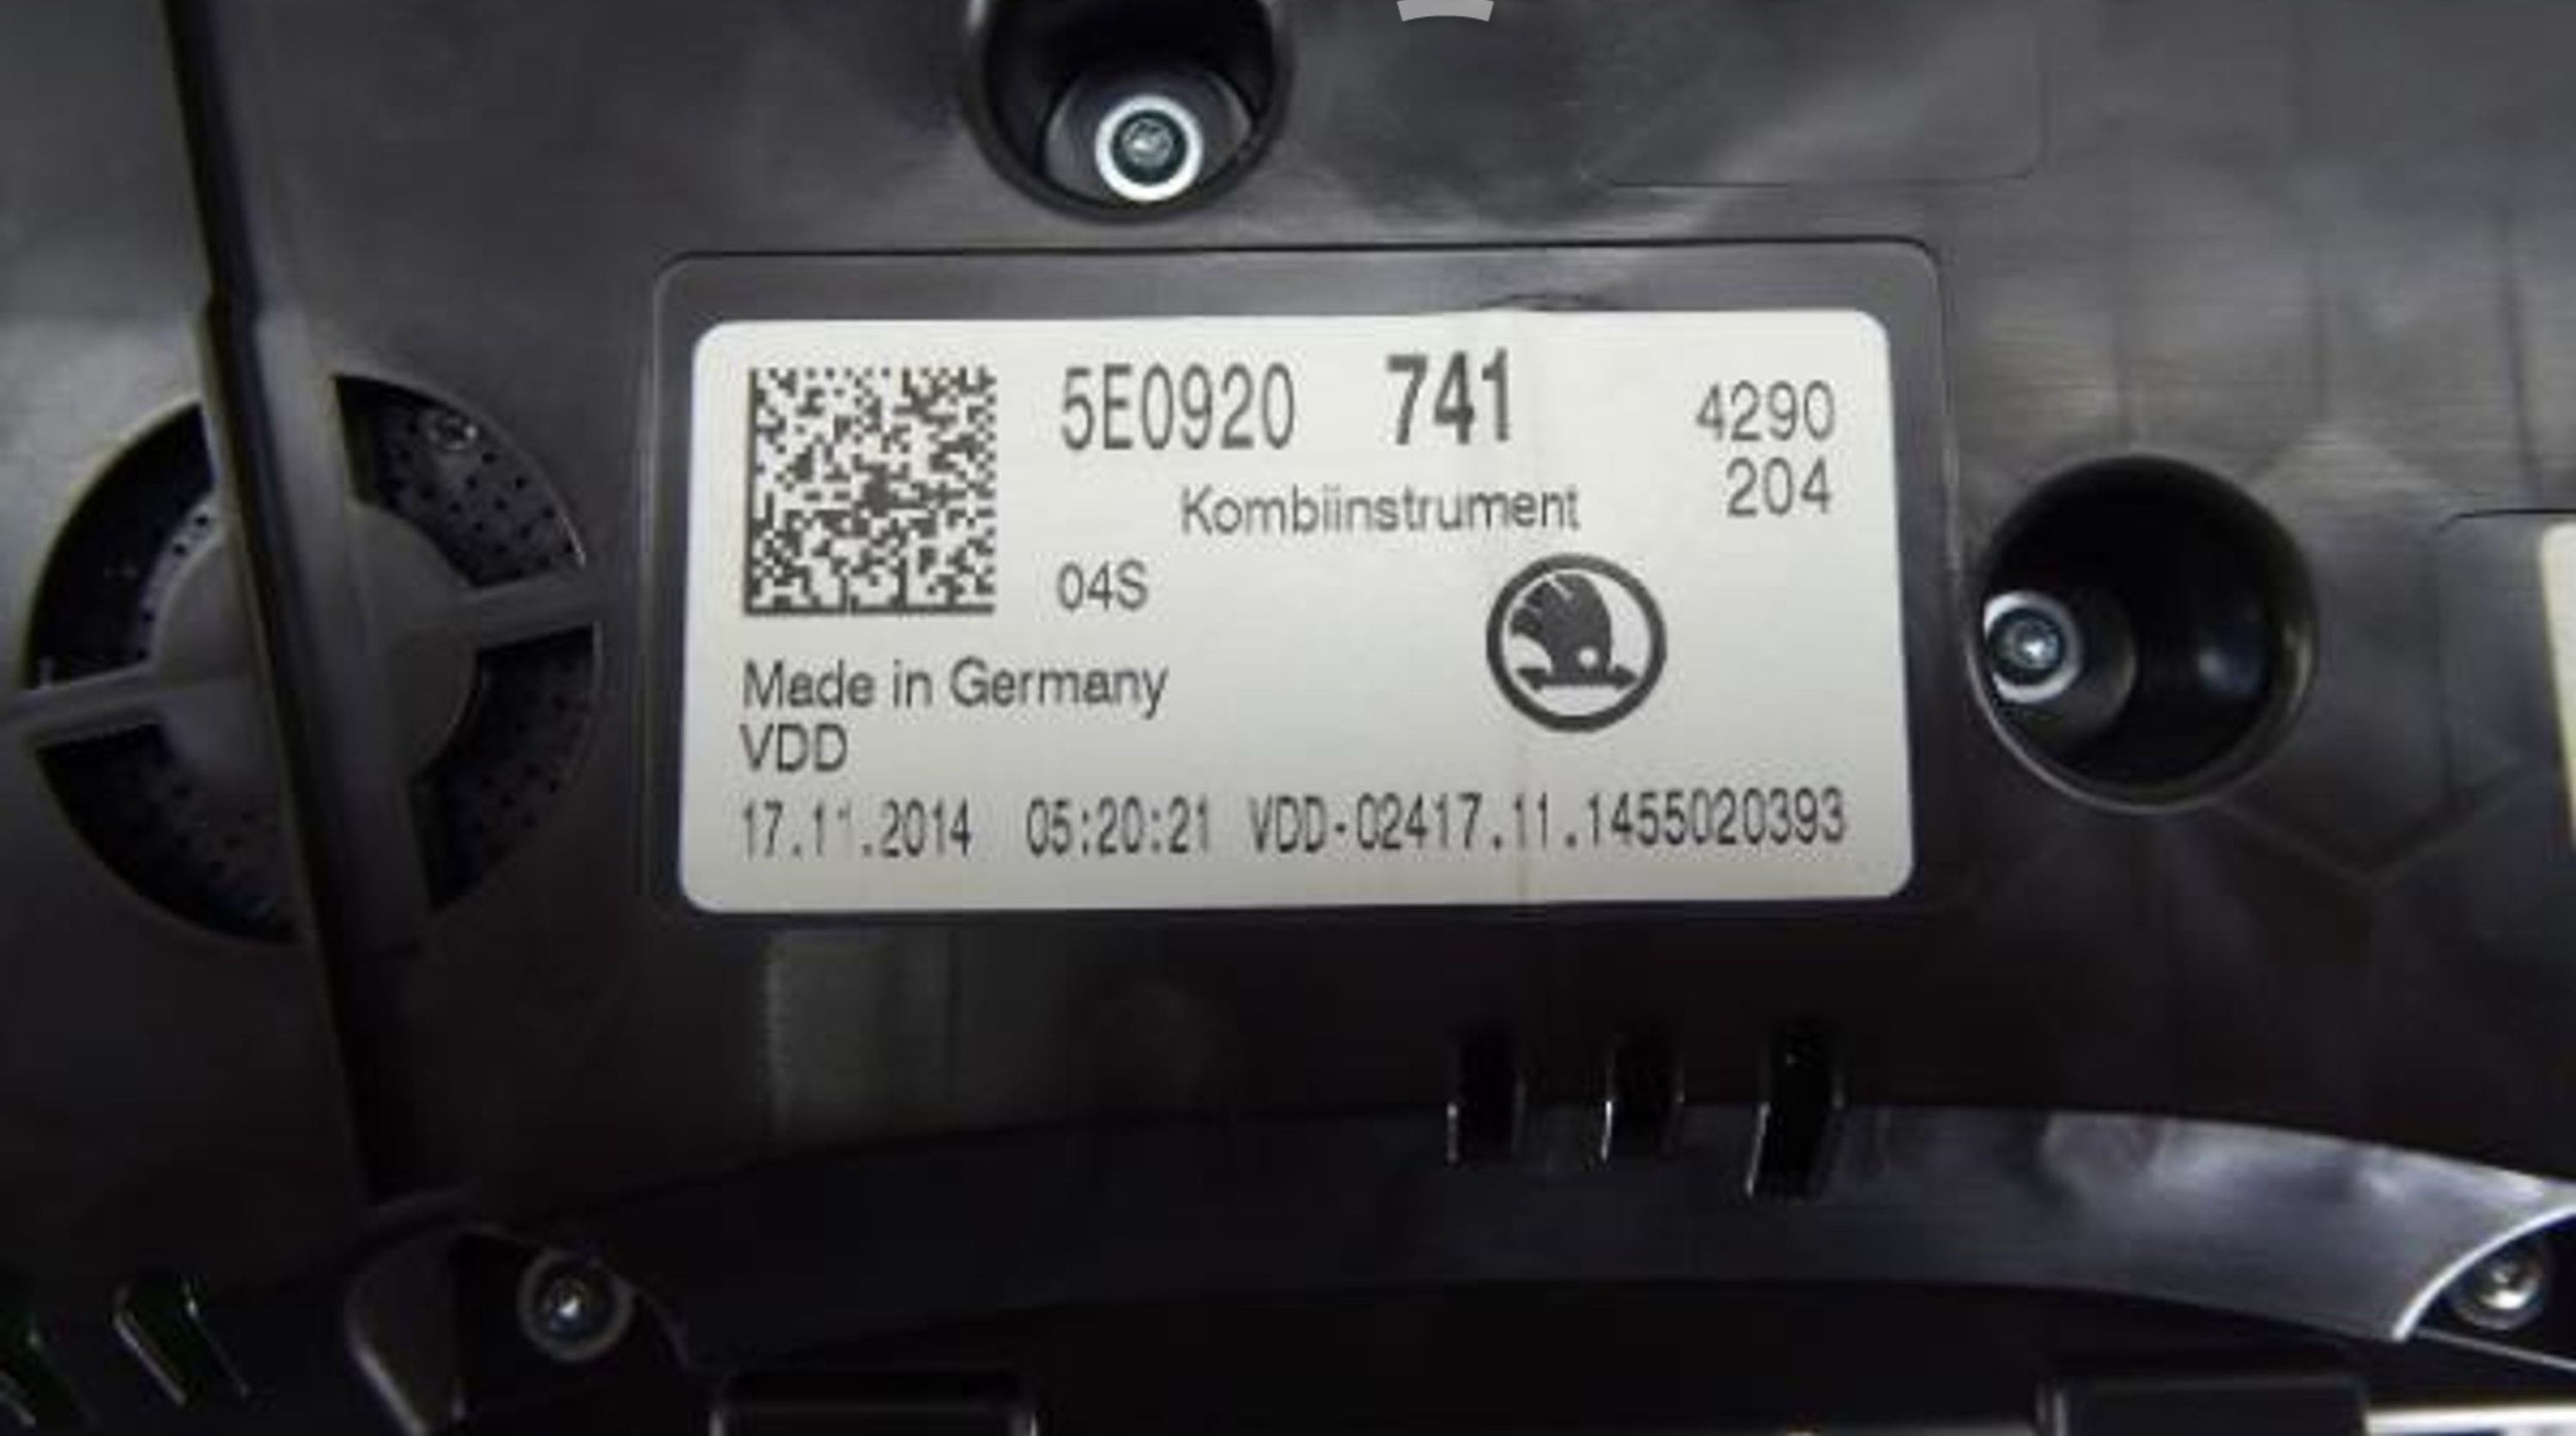 5E0920 741 4290
204
Kombiinstrument
04S
Made in Germany
VDD
17.11.2014 05:20:21 VDD-02417.11.1455020393